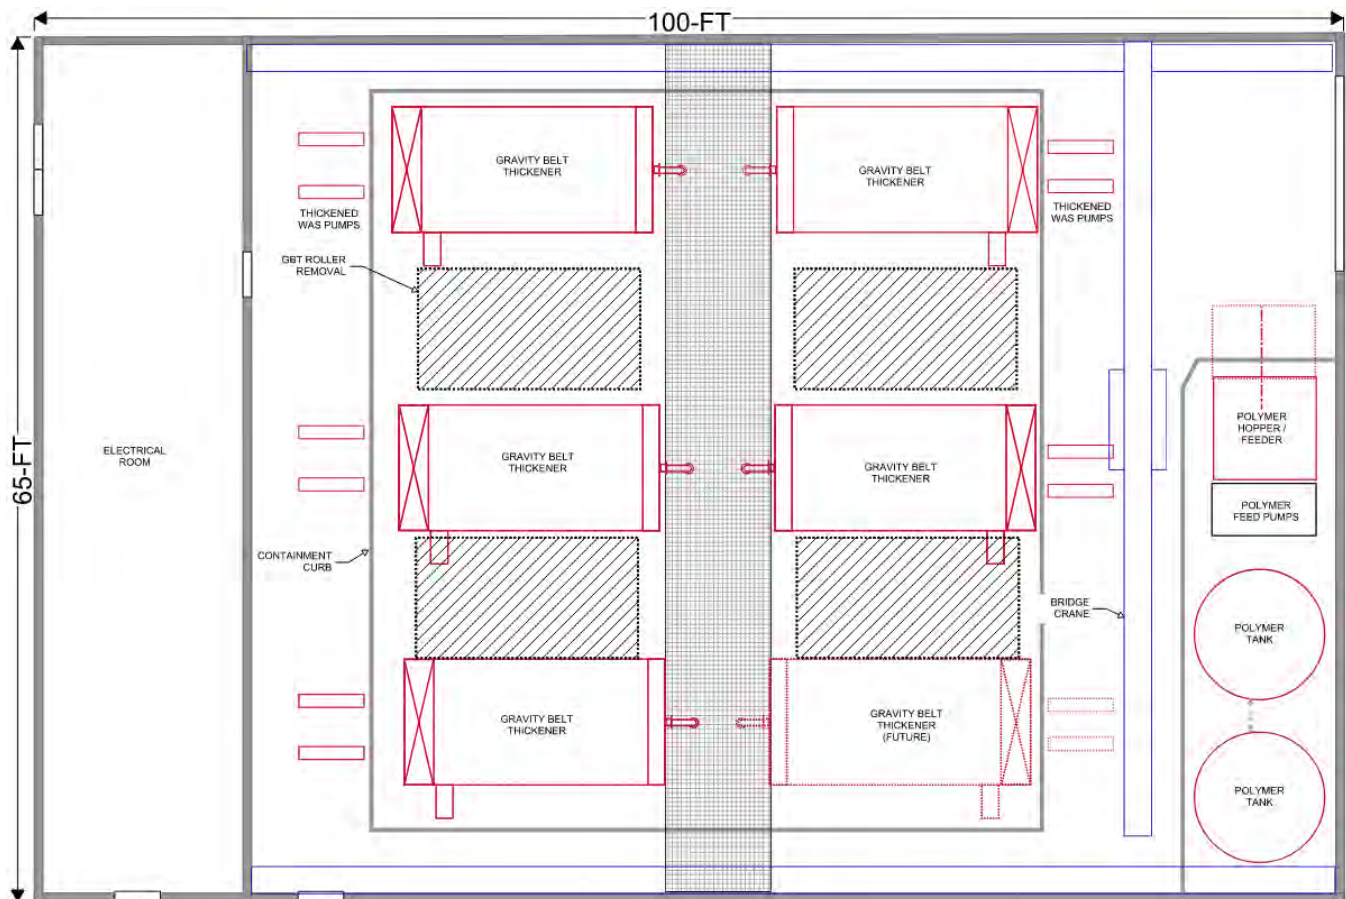 100-FT
GRAVITY BELT
THICKENER
GRAVITY BELT
THICKENER
THICKENED
WAS PUMPS
THICKENED
WAS PUMPS
GBT ROLLER
REMOVAL
65-FT
ELECTRICAL
ROOM
GRAVITY BELT
THICKENER
GRAVITY BELT
THICKENER
POLYMER
HOPPER /
FEEDER
POLYMER
FEED PUMPS
CONTAINMENT
CURB
BRIDGE
CRANE
POLYMER
TANK
GRAVITY BELT
THICKENER
GRAVITY BELT
THICKENER
(FUTURE)
POLYMER
TANK